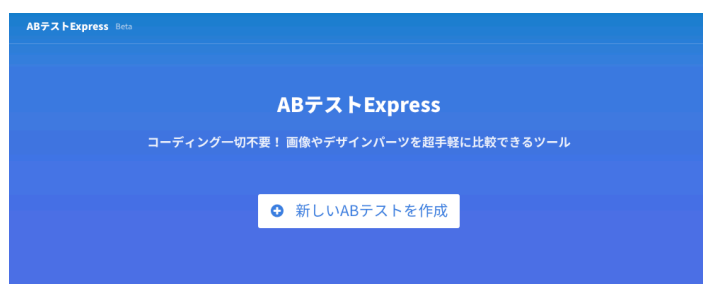 ABテストExpress Beta
ABテストExpress
コーディング一切不要！画像やデザインパーツを超手軽に比較できるツール
新しいABテストを作成